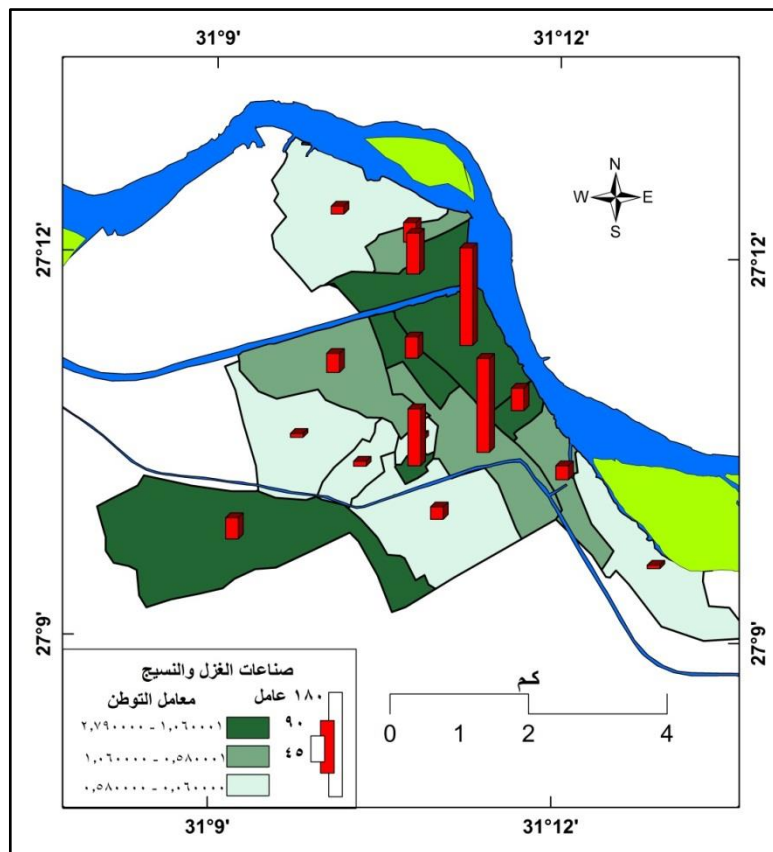 31°9' 31°12'
N
W E
S
27°12' 27°12'
27°9' 27°9'
صناعات الغزل والنسيج
معامل التوطن ١٨٠ عامل
٢,٧٩٠٠٠٠ - ١,٠٦٠٠٠١ ٩٠
١,٠٦٠٠٠٠ - ٠,٥٨٠٠٠١ ٤٥
٠,٥٨٠٠٠٠ - ٠,٠٦٠٠٠٠
كم
0 1 2 4
31°9' 31°12'